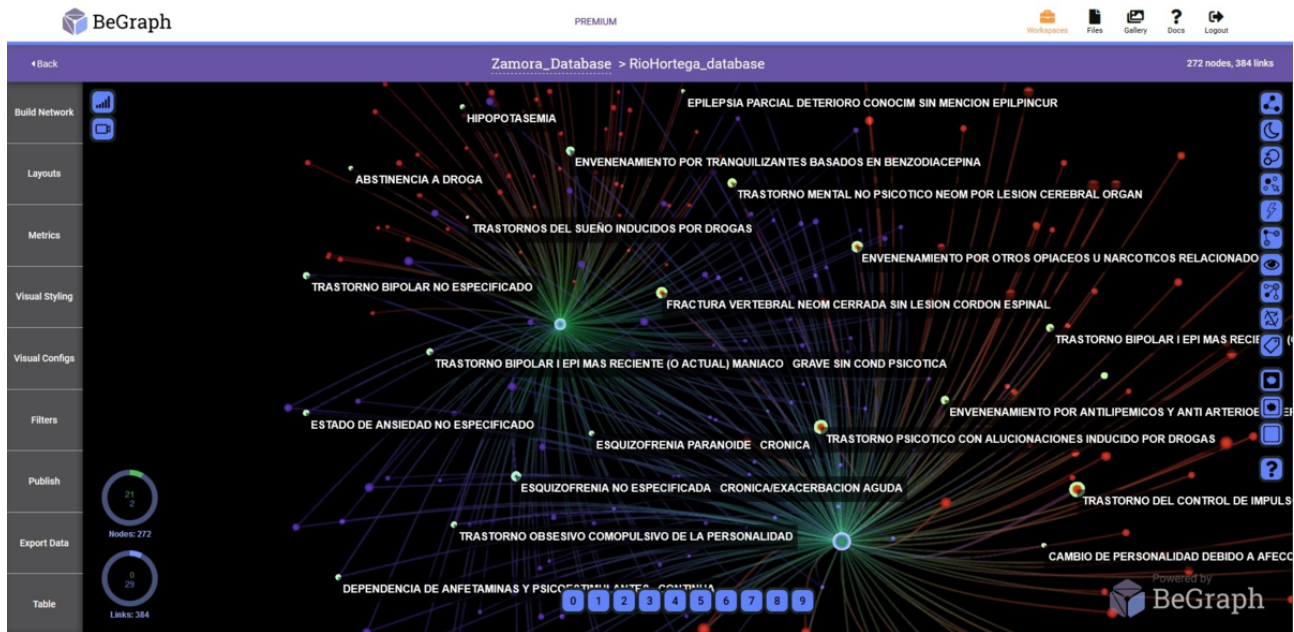 BeGraph
PREMIUM
Workspaces
Files
Gallery
Docs
Logout
Back
Zamora_Database > RioHortega_database
272 nodes, 384 links
Build Network
Layouts
Metrics
Visual Styling
Visual Configs
Filters
Publish
Export Data
Table
EPILEPSIA PARCIAL DETERIORO CONOCIM SIN MENCION EPILPINCUR
HIPOPOTASEMIA
ENVENENAMIENTO POR TRANQUILIZANTES BASADOS EN BENZODIACEPINA
ABSTINENCIA A DROGA
TRASTORNO MENTAL NO PSICOTICO NEOM POR LESION CEREBRAL ORGAN
TRASTORNOS DEL SUEÑO INDUCIDOS POR DROGAS
ENVENENAMIENTO POR OTROS OPIACEOS U NARCOTICOS RELACIONADO
TRASTORNO BIPOLAR NO ESPECIFICADO
FRACTURA VERTEBRAL NEOM CERRADA SIN LESION CORDON ESPINAL
TRASTORNO BIPOLAR I EPI MAS RECIE
TRASTORNO BIPOLAR I EPI MAS RECIENTE (O ACTUAL) MANIACO GRAVE SIN COND PSICOTICA
ENVENENAMIENTO POR ANTILIPEMICOS Y ANTI ARTERIOE
ESTADO DE ANSIEDAD NO ESPECIFICADO
ESQUIZOFRENIA PARANOIDE CRONICA
TRASTORNO PSICOTICO CON ALUCIONACIONES INDUCIDO POR DROGAS
ESQUIZOFRENIA NO ESPECIFICADA CRONICA/EXACERBACION AGUDA
TRASTORNO DEL CONTROL DE IMPULS
TRASTORNO OBSESIVO COMOPULSIVO DE LA PERSONALIDAD
CAMBIO DE PERSONALIDAD DEBIDO A AFECC
DEPENDENCIA DE ANFETAMINAS Y PSICOESTIMULANTES CONTINUA
21
2
Nodes: 272
0
29
Links: 384
0 1 2 3 4 5 6 7 8 9
?
Powered by
BeGraph